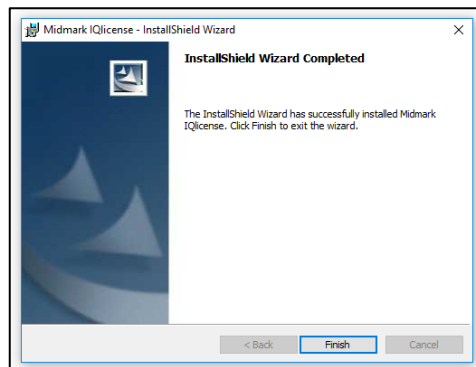 Midmark IQlicense - InstallShield Wizard
InstallShield Wizard Completed
The InstallShield Wizard has successfully installed Midmark
IQlicense. Click Finish to exit the wizard.
< Back
Finish
Cancel